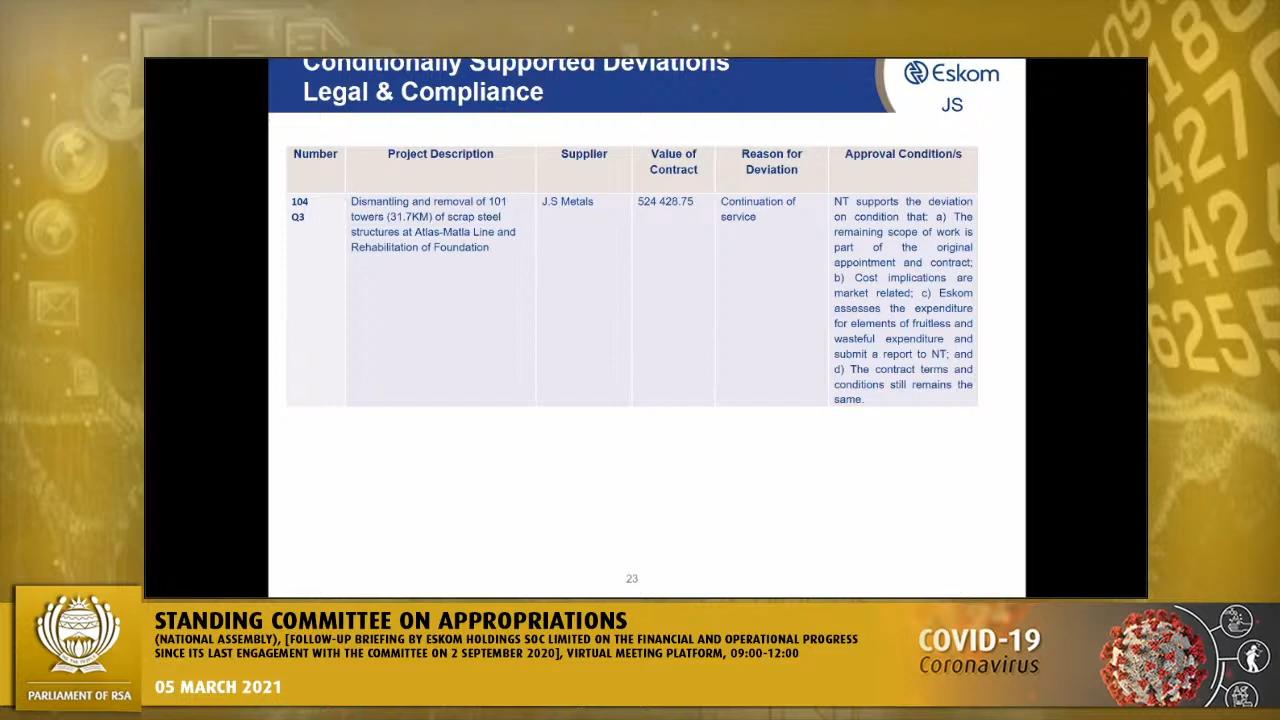 Conditionally Supported Deviations
Legal & Compliance
Eskom
JS
Number
Project Description
Supplier
Value of
Contract
Reason for
Deviation
Approval Condition/s
104
Q3
Dismantling and removal of 101
towers (31.7KM) of scrap steel
structures at Atlas-Matla Line and
Rehabilitation of Foundation
J.S Metals
524 428.75
Continuation of
service
NT supports the deviation
on condition that: a) The
remaining scope of work is
part of the original
appointment and contract;
b) Cost implications are
market related; c) Eskom
assesses the expenditure
for elements of fruitless and
wasteful expenditure and
submit a report to NT; and
d) The contract terms and
conditions still remains the
same.
23
STANDING COMMITTEE ON APPROPRIATIONS
(NATIONAL ASSEMBLY), [FOLLOW-UP BRIEFING BY ESKOM HOLDINGS SOC LIMITED ON THE FINANCIAL AND OPERATIONAL PROGRESS
SINCE ITS LAST ENGAGEMENT WITH THE COMMITTEE ON 2 SEPTEMBER 2020], VIRTUAL MEETING PLATFORM, 09:00-12:00
05 MARCH 2021
PARLIAMENT OF RSA
COVID-19
Coronavirus